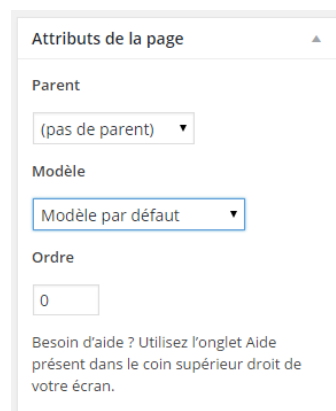 Attributs de la page
Parent
(pas de parent)
Modèle
Modèle par défaut
Ordre
0
Besoin d’aide ? Utilisez l’onglet Aide
présent dans le coin supérieur droit de
votre écran.